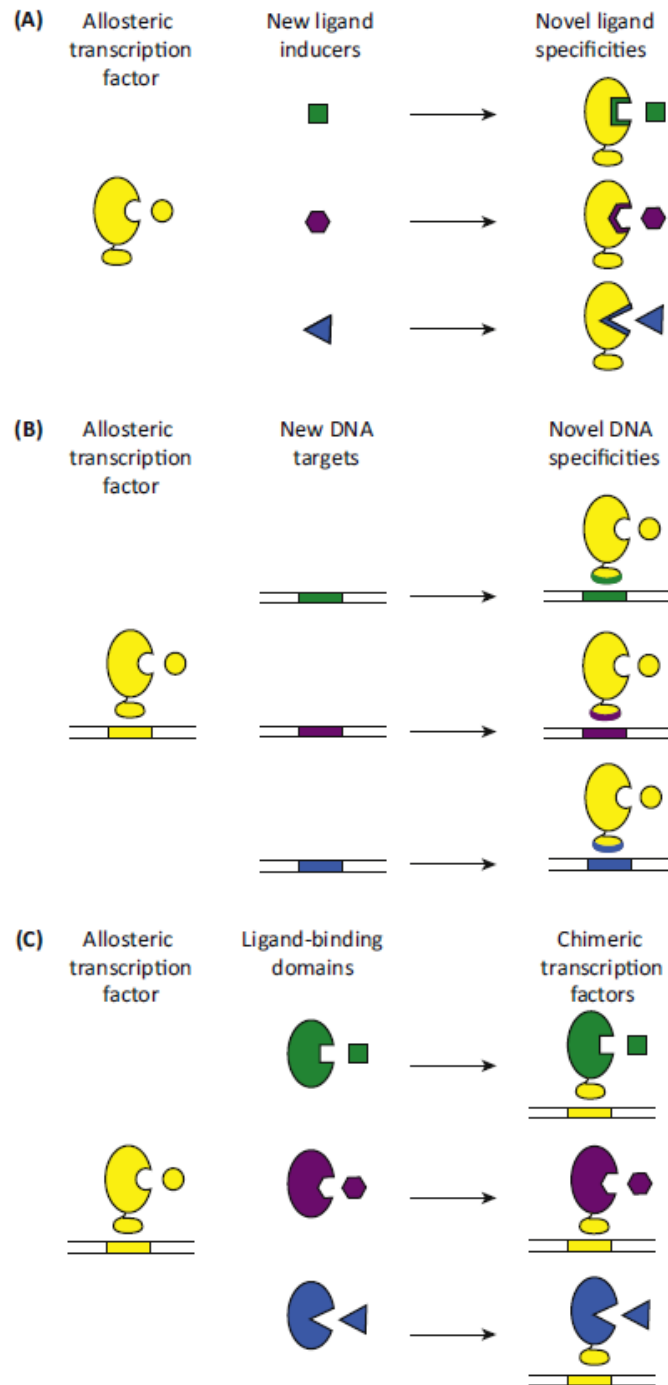 (A)
Allosteric
transcription
factor
New ligand
inducers
Novel ligand
specificities
(B)
Allosteric
transcription
factor
New DNA
targets
Novel DNA
specificities
(C)
Allosteric
transcription
factor
Ligand-binding
domains
Chimeric
transcription
factors